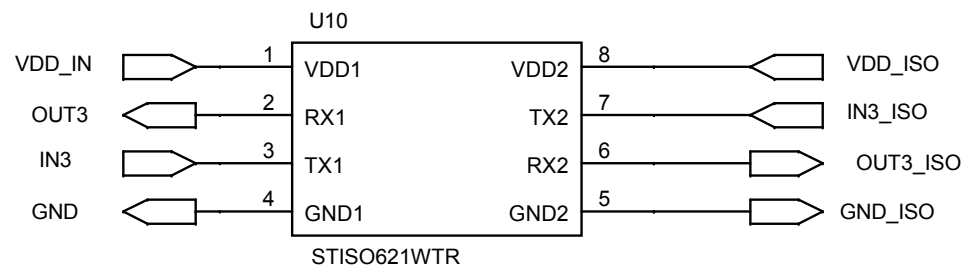 U10
VDD_IN 1 VDD1 VDD2 8 VDD_ISO
OUT3 2 RX1 TX2 7 IN3_ISO
IN3 3 TX1 RX2 6 OUT3_ISO
GND 4 GND1 GND2 5 GND_ISO
STISO621WTR